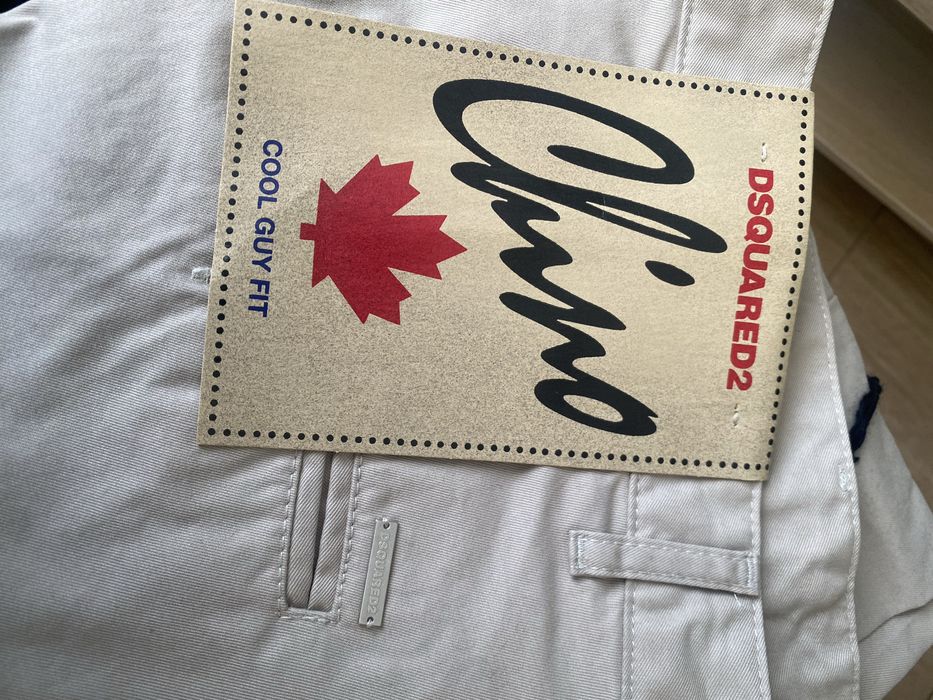 DSQUARED2
Chino
COOL GUY FIT
DSQUARED2